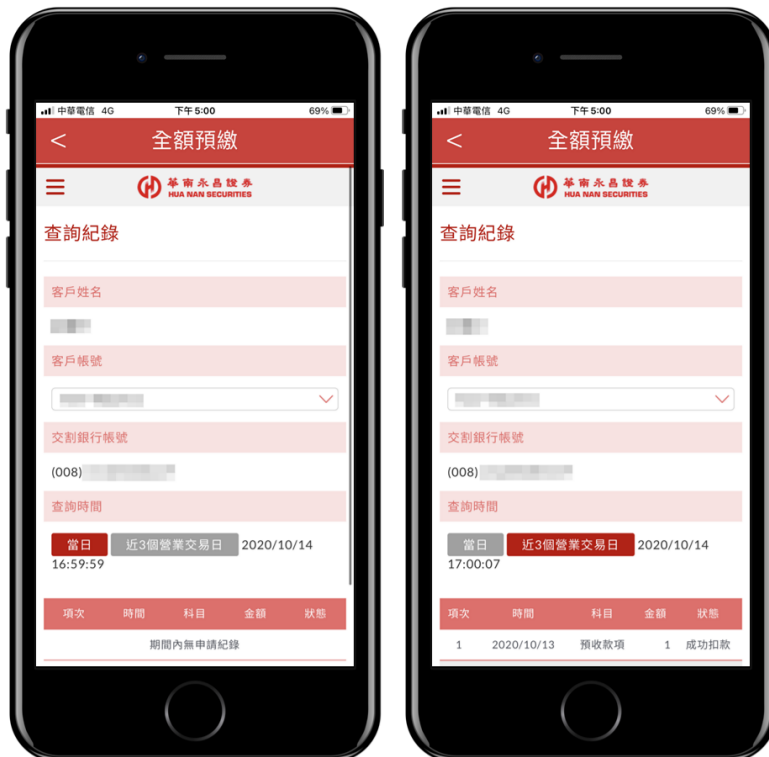 中華電信 4G 下午5:00 69%
< 全額預繳
華南永昌證券
HUA NAN SECURITIES
查詢紀錄
客戶姓名
客戶帳號
交割銀行帳號
(008)
查詢時間
當日 近3個營業交易日 2020/10/14
16:59:59
項次 時間 科目 金額 狀態
期間內無申請紀錄
中華電信 4G 下午5:00 69%
< 全額預繳
華南永昌證券
HUA NAN SECURITIES
查詢紀錄
客戶姓名
客戶帳號
交割銀行帳號
(008)
查詢時間
當日 近3個營業交易日 2020/10/14
17:00:07
項次 時間 科目 金額 狀態
1 2020/10/13 預收款項 1 成功扣款